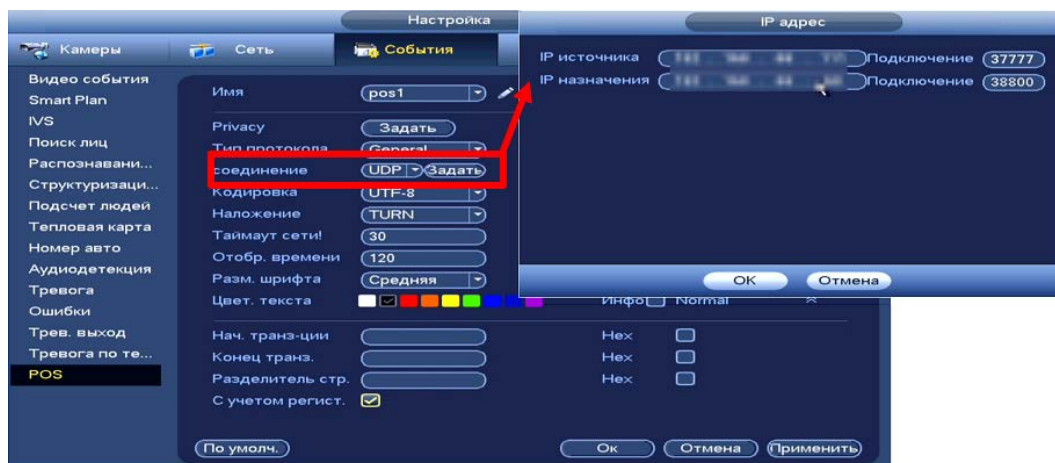 Настройка
Камеры
Сеть
События
Видео события
Smart Plan
IVS
Поиск лиц
Распознавани...
Структуризаци...
Подсчет людей
Тепловая карта
Номер авто
Аудиодетекция
Тревога
Ошибки
Трев. выход
Тревога по те...
POS
Имя pos1
Privacy Задать
Тип протокола General
соединение UDP Задать
Кодировка UTF-8
Наложение TURN
Таймаут сети! 30
Отобр. времени 120
Разм. шрифта Средняя
Цвет. текста Инфо Normal
Нач. транз-ции Hex
Конец транз. Hex
Разделитель стр. Hex
С учетом регист.
По умолч. Ок Отмена Применить
IP адрес
IP источника Подключение 37777
IP назначения Подключение 38800
OK Отмена